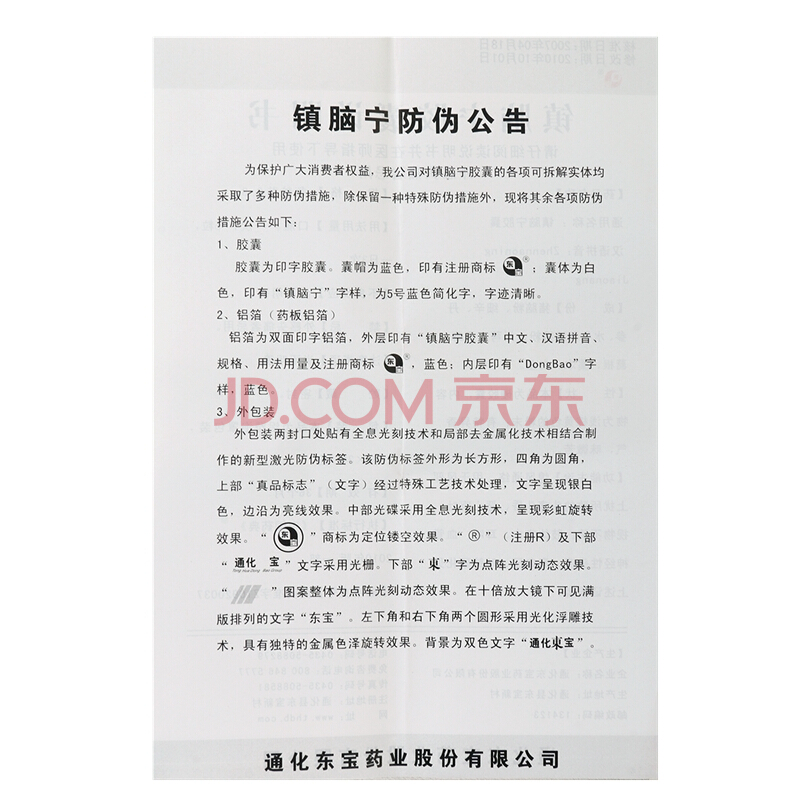 镇脑宁防伪公告
为保护广大消费者权益，我公司对镇脑宁胶囊的各项可拆解实体均
采取了多种防伪措施，除保留一种特殊防伪措施外，现将其余各项防伪
措施公告如下：
1、胶囊
胶囊为印字胶囊。囊帽为蓝色，印有注册商标 东宝®；囊体为白
色，印有“镇脑宁”字样，为5号蓝色简化字，字迹清晰。
2、铝箔（药板铝箔）
铝箔为双面印字铝箔，外层印有“镇脑宁胶囊”中文、汉语拼音、
规格、用法用量及注册商标 东宝®，蓝色；内层印有“DongBao”字
样，蓝色。
JD.COM 京东
3、外包装
外包装两封口处贴有全息光刻技术和局部去金属化技术相结合制
作的新型激光防伪标签。该防伪标签外形为长方形，四角为圆角，
上部“真品标志”（文字）经过特殊工艺技术处理，文字呈现银白
色，边沿为亮线效果。中部光碟采用全息光刻技术，呈现彩虹旋转
效果。“东宝”商标为定位镂空效果。“®”（注册R）及下部
“通化 宝”文字采用光栅。下部“東”字为点阵光刻动态效果。
“ ”图案整体为点阵光刻动态效果。在十倍放大镜下可见满
版排列的文字“东宝”。左下角和右下角两个圆形采用光化浮雕技
术，具有独特的金属色泽旋转效果。背景为双色文字“通化東宝”。
通化东宝药业股份有限公司